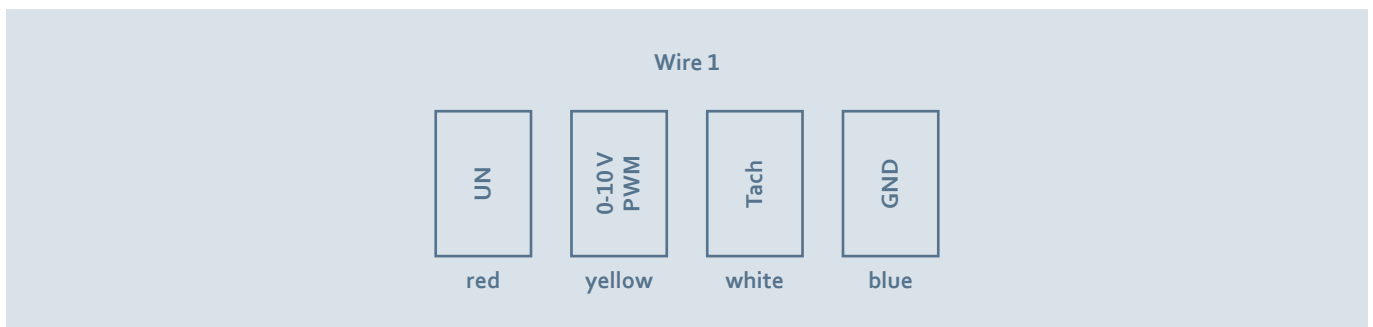 Wire 1
UN
0-10 V
PWM
Tach
GND
red
yellow
white
blue